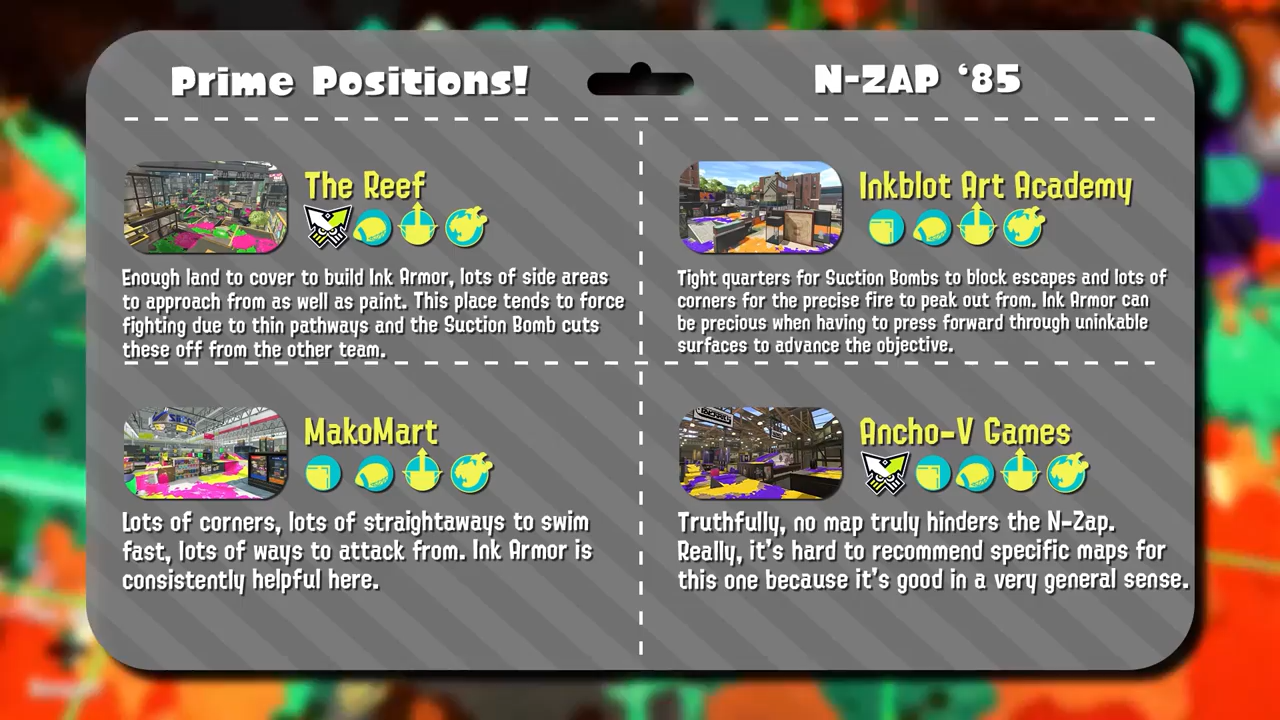 Prime Positions!
N-ZAP ‘85
The Reef
Enough land to cover to build Ink Armor, lots of side areas
to approach from as well as paint. This place tends to force
fighting due to thin pathways and the Suction Bomb cuts
these off from the other team.
Inkblot Art Academy
Tight quarters for Suction Bombs to block escapes and lots of
corners for the precise fire to peak out from. Ink Armor can
be precious when having to press forward through uninkable
surfaces to advance the objective.
MakoMart
Lots of corners, lots of straightaways to swim
fast, lots of ways to attack from. Ink Armor is
consistently helpful here.
Ancho-V Games
Truthfully, no map truly hinders the N-Zap.
Really, it’s hard to recommend specific maps for
this one because it’s good in a very general sense.